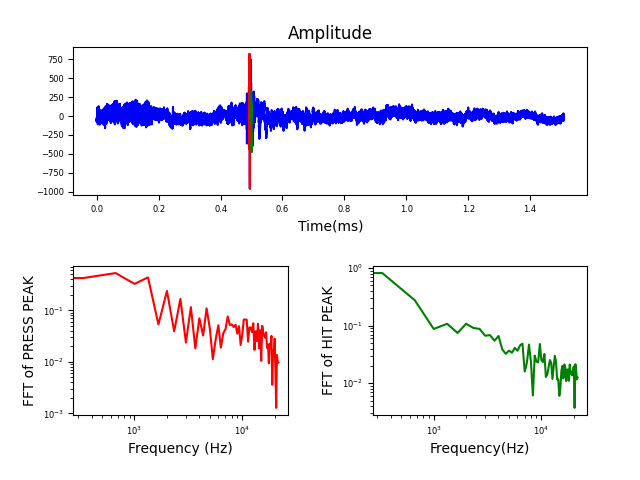 Amplitude
750
500
250
0
−250
−500
−750
−1000
0.0 0.2 0.4 0.6 0.8 1.0 1.2 1.4
Time(ms)
FFT of PRESS PEAK
10⁻¹
10⁻²
10⁻³
10³ 10⁴
Frequency (Hz)
FFT of HIT PEAK
10⁰
10⁻¹
10⁻²
10³ 10⁴
Frequency(Hz)